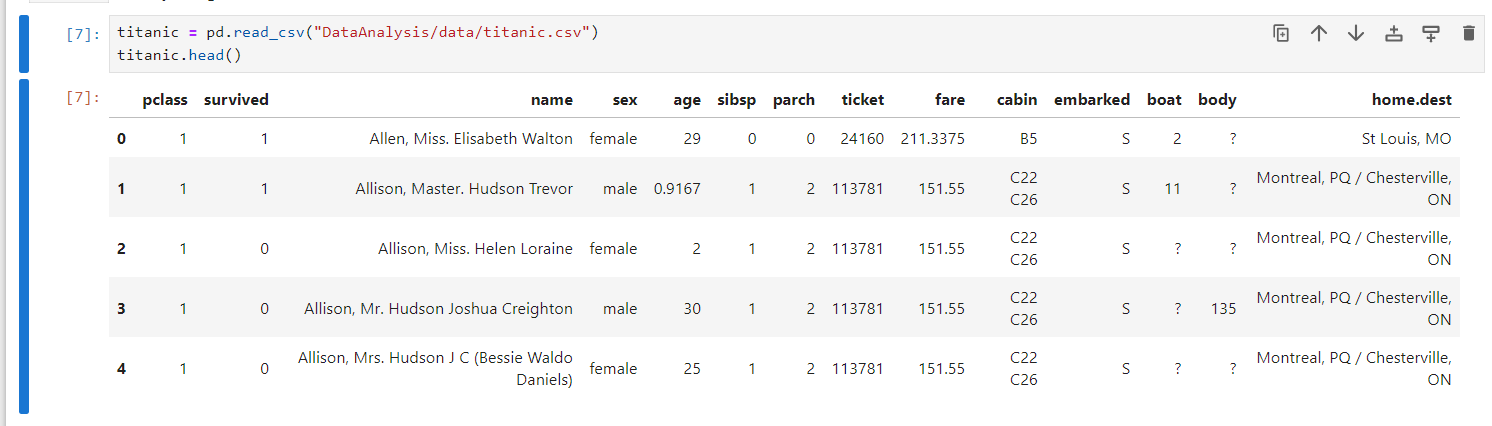 [7]: titanic = pd.read_csv("DataAnalysis/data/titanic.csv")
titanic.head()
[7]: pclass survived name sex age sibsp parch ticket fare cabin embarked boat body home.dest
0 1 1 Allen, Miss. Elisabeth Walton female 29 0 0 24160 211.3375 B5 S 2 ? St Louis, MO
1 1 1 Allison, Master. Hudson Trevor male 0.9167 1 2 113781 151.55 C22 C26 S 11 ? Montreal, PQ / Chesterville, ON
2 1 0 Allison, Miss. Helen Loraine female 2 1 2 113781 151.55 C22 C26 S ? ? Montreal, PQ / Chesterville, ON
3 1 0 Allison, Mr. Hudson Joshua Creighton male 30 1 2 113781 151.55 C22 C26 S ? 135 Montreal, PQ / Chesterville, ON
4 1 0 Allison, Mrs. Hudson J C (Bessie Waldo Daniels) female 25 1 2 113781 151.55 C22 C26 S ? ? Montreal, PQ / Chesterville, ON